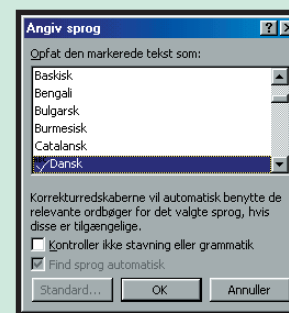 Angiv sprog
Opfat den markerede tekst som:
Baskisk
Bengali
Bulgarsk
Burmesisk
Catalansk
Dansk
Korrekturredskaberne vil automatisk benytte de
relevante ordbøger for det valgte sprog, hvis
disse er tilgængelige.
Kontroller ikke stavning eller grammatik
Find sprog automatisk
Standard... OK Annuller